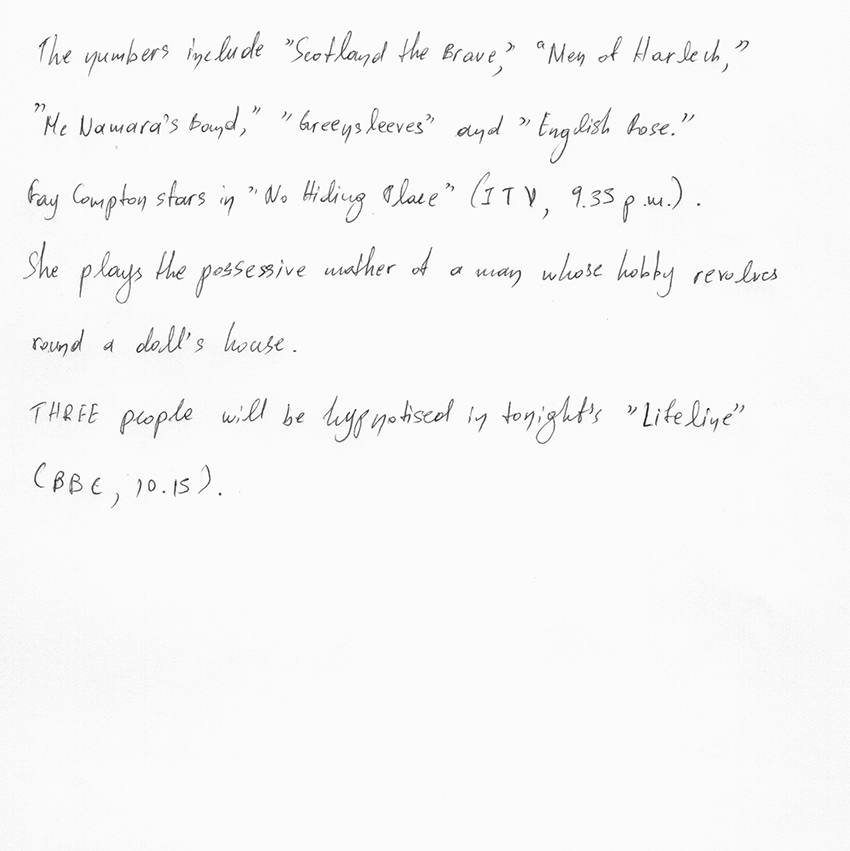 The numbers include "Scotland the Brave," "Men of Harlech,"
"Mc Namara's Band," "Greensleeves" and "English Rose."
Fay Compton stars in "No Hiding Place" (ITV, 9.35 p.m.).
She plays the possessive mother of a man whose hobby revolves
round a doll's house.
THREE people will be hypnotised in tonight's "Lifeline"
(BBC, 10.15).